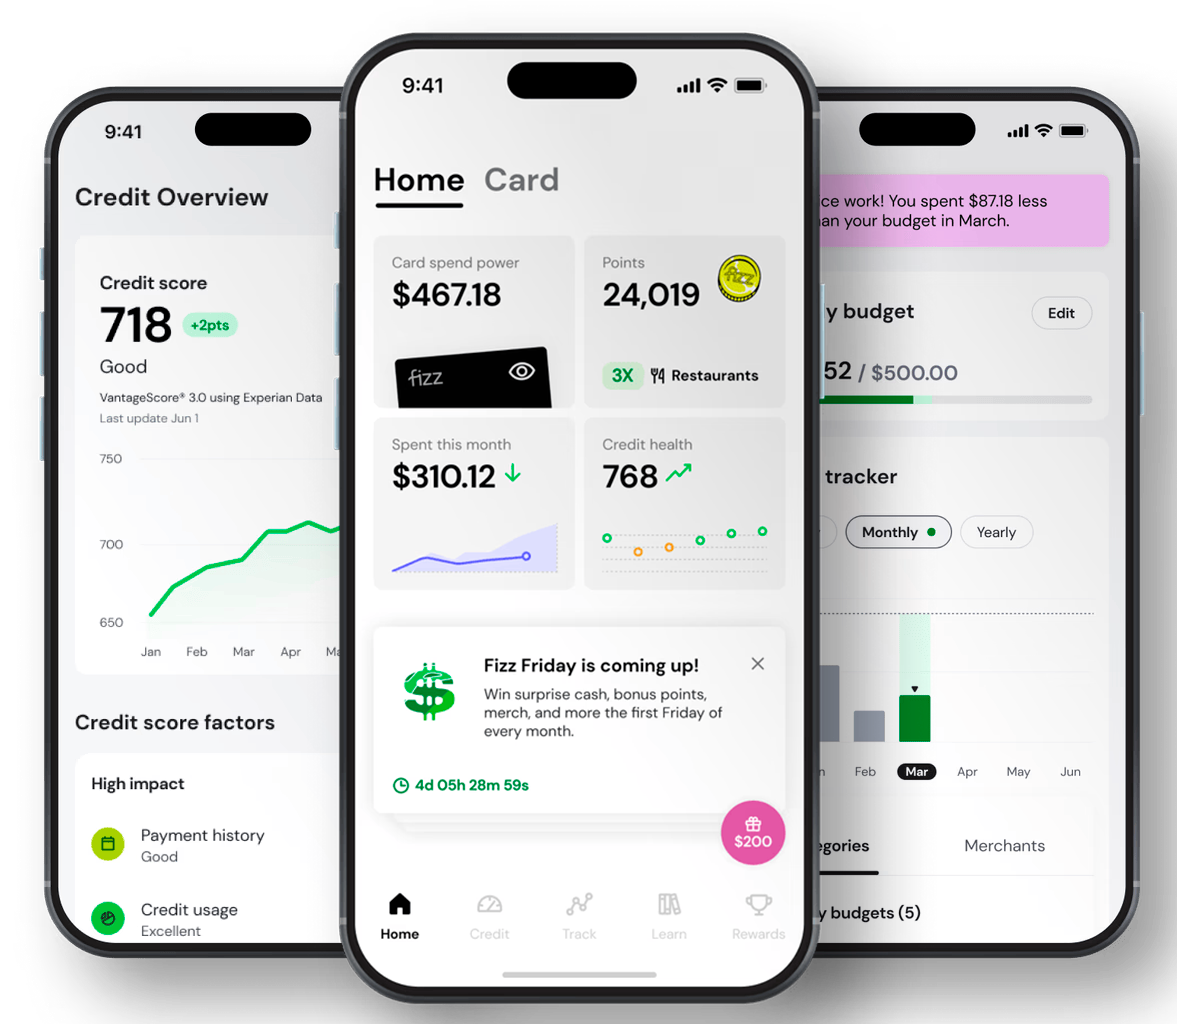 9:41
Credit Overview
Credit score
718 +2pts
Good
VantageScore® 3.0 using Experian Data
Last update Jun 1
750
700
650
Jan Feb Mar Apr
Credit score factors
High impact
Payment history
Good
Credit usage
Excellent
9:41
Home Card
Card spend power
$467.18
fizz
Points
24,019
fizz
3X Restaurants
Spent this month
$310.12
Credit health
768
Fizz Friday is coming up!
Win surprise cash, bonus points,
merch, and more the first Friday of
every month.
4d 05h 28m 59s
$200
Home Credit Track Learn Rewards
ce work! You spent $87.18 less
an your budget in March.
y budget
Edit
52 / $500.00
tracker
Monthly Yearly
n Feb Mar Apr May Jun
egories Merchants
y budgets (5)